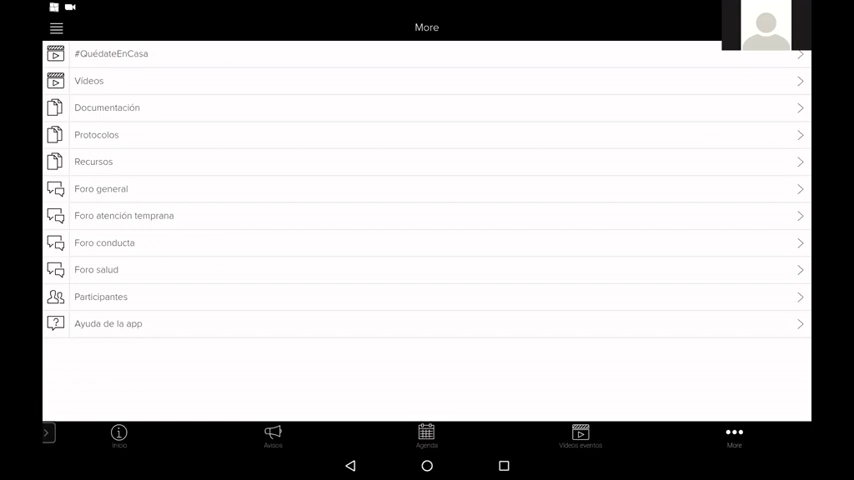 More
#QuédateEnCasa
Vídeos
Documentación
Protocolos
Recursos
Foro general
Foro atención temprana
Foro conducta
Foro salud
Participantes
Ayuda de la app
Inicio
Avisos
Agenda
Vídeos eventos
More